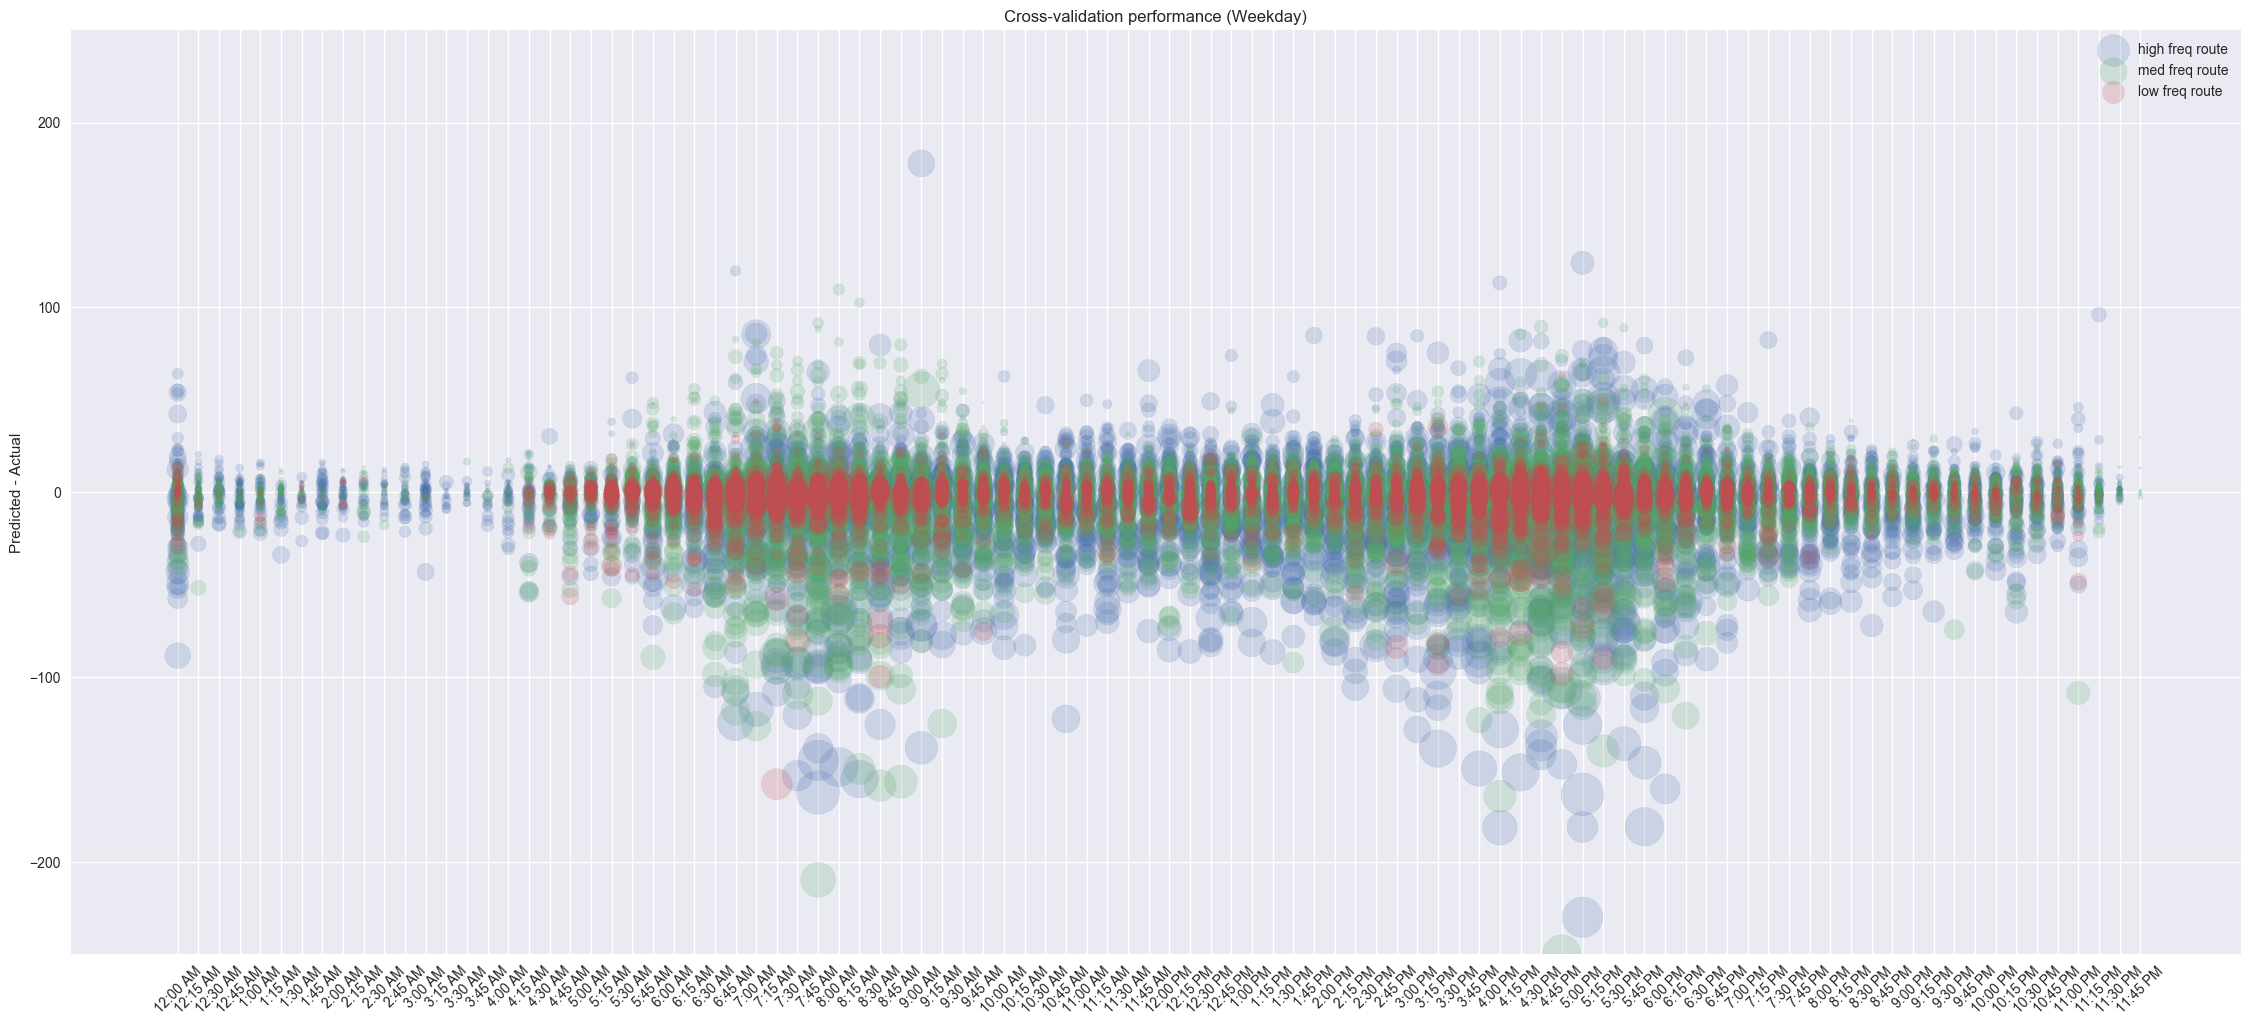 Cross-validation performance (Weekday)
high freq route
med freq route
low freq route
Predicted - Actual
200
100
0
−100
−200
12:00 AM
12:15 AM
12:30 AM
12:45 AM
1:00 AM
1:15 AM
1:30 AM
1:45 AM
2:00 AM
2:15 AM
2:30 AM
2:45 AM
3:00 AM
3:15 AM
3:30 AM
3:45 AM
4:00 AM
4:15 AM
4:30 AM
4:45 AM
5:00 AM
5:15 AM
5:30 AM
5:45 AM
6:00 AM
6:15 AM
6:30 AM
6:45 AM
7:00 AM
7:15 AM
7:30 AM
7:45 AM
8:00 AM
8:15 AM
8:30 AM
8:45 AM
9:00 AM
9:15 AM
9:30 AM
9:45 AM
10:00 AM
10:15 AM
10:30 AM
10:45 AM
11:00 AM
11:15 AM
11:30 AM
11:45 AM
12:00 PM
12:15 PM
12:30 PM
12:45 PM
1:00 PM
1:15 PM
1:30 PM
1:45 PM
2:00 PM
2:15 PM
2:30 PM
2:45 PM
3:00 PM
3:15 PM
3:30 PM
3:45 PM
4:00 PM
4:15 PM
4:30 PM
4:45 PM
5:00 PM
5:15 PM
5:30 PM
5:45 PM
6:00 PM
6:15 PM
6:30 PM
6:45 PM
7:00 PM
7:15 PM
7:30 PM
7:45 PM
8:00 PM
8:15 PM
8:30 PM
8:45 PM
9:00 PM
9:15 PM
9:30 PM
9:45 PM
10:00 PM
10:15 PM
10:30 PM
10:45 PM
11:00 PM
11:15 PM
11:30 PM
11:45 PM